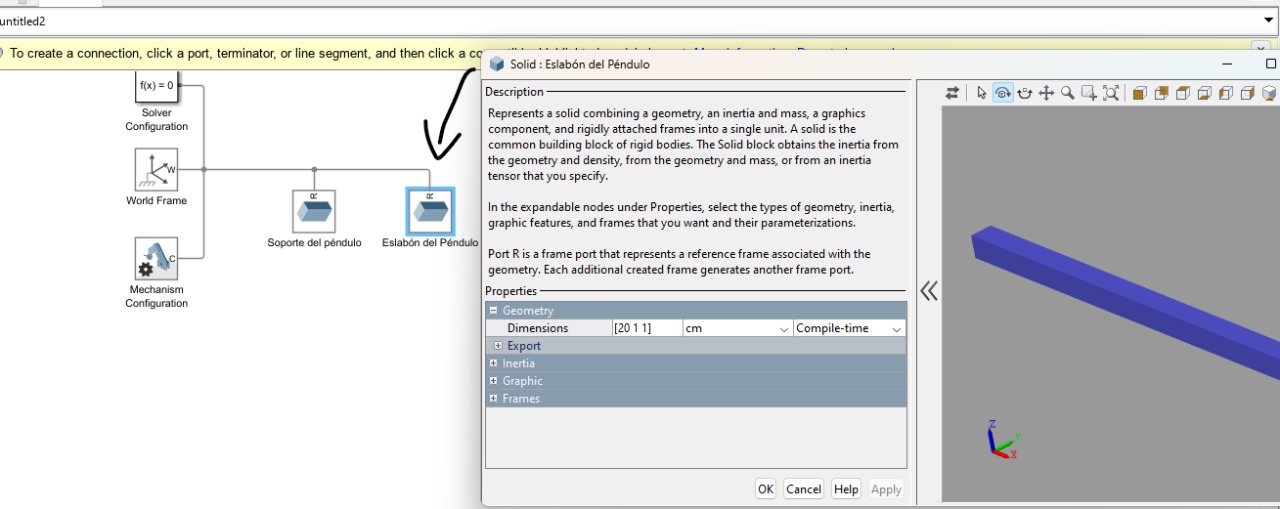 untitled2
To create a connection, click a port, terminator, or line segment, and then click a co
f(x) = 0
Solver
Configuration
W
World Frame
C
Mechanism
Configuration
R
Soporte del péndulo
R
Eslabón del Péndulo
Solid : Eslabón del Péndulo
Description
Represents a solid combining a geometry, an inertia and mass, a graphics
component, and rigidly attached frames into a single unit. A solid is the
common building block of rigid bodies. The Solid block obtains the inertia from
the geometry and density, from the geometry and mass, or from an inertia
tensor that you specify.
In the expandable nodes under Properties, select the types of geometry, inertia,
graphic features, and frames that you want and their parameterizations.
Port R is a frame port that represents a reference frame associated with the
geometry. Each additional created frame generates another frame port.
Properties
Geometry
Dimensions [20 1 1] cm Compile-time
Export
Inertia
Graphic
Frames
OK Cancel Help Apply
Z
Y
X